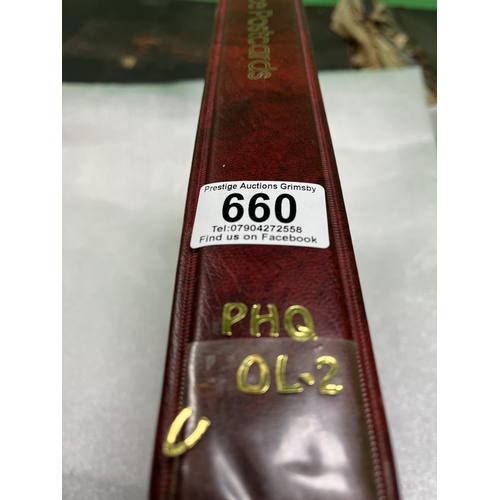 e Postcards
Prestige Auctions Grimsby
660
Tel:07904272558
Find us on Facebook
PHQ
OL-2
U